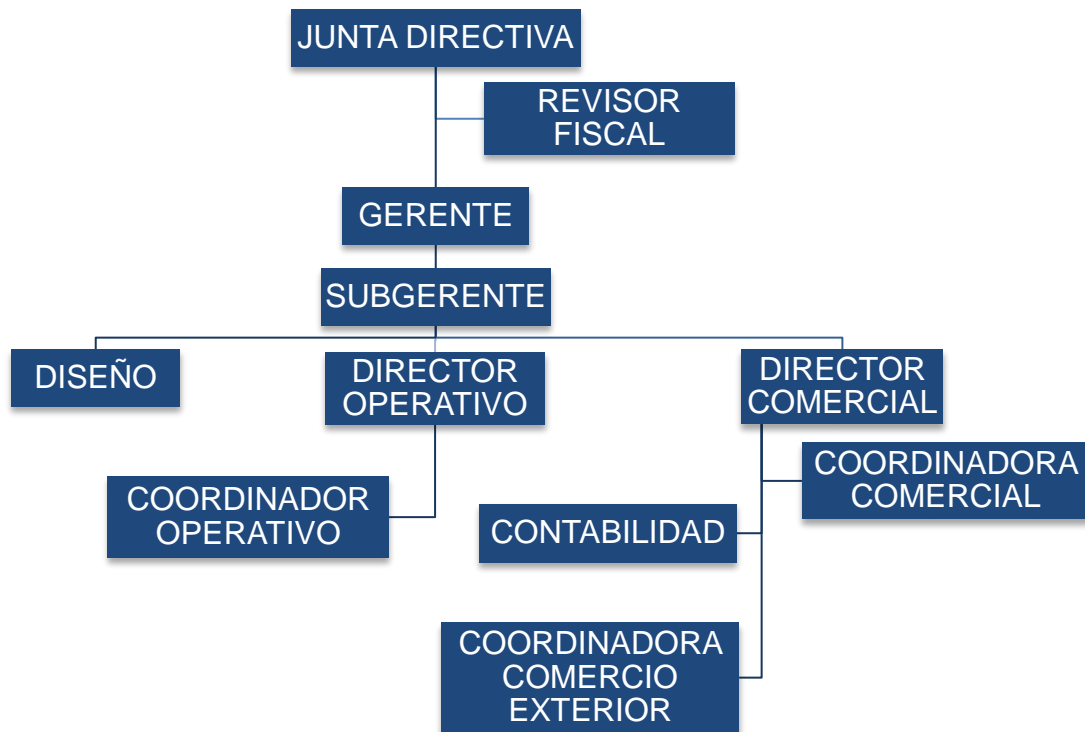 JUNTA DIRECTIVA
REVISOR
FISCAL
GERENTE
SUBGERENTE
DISEÑO
DIRECTOR
OPERATIVO
DIRECTOR
COMERCIAL
COORDINADOR
OPERATIVO
COORDINADORA
COMERCIAL
CONTABILIDAD
COORDINADORA
COMERCIO
EXTERIOR